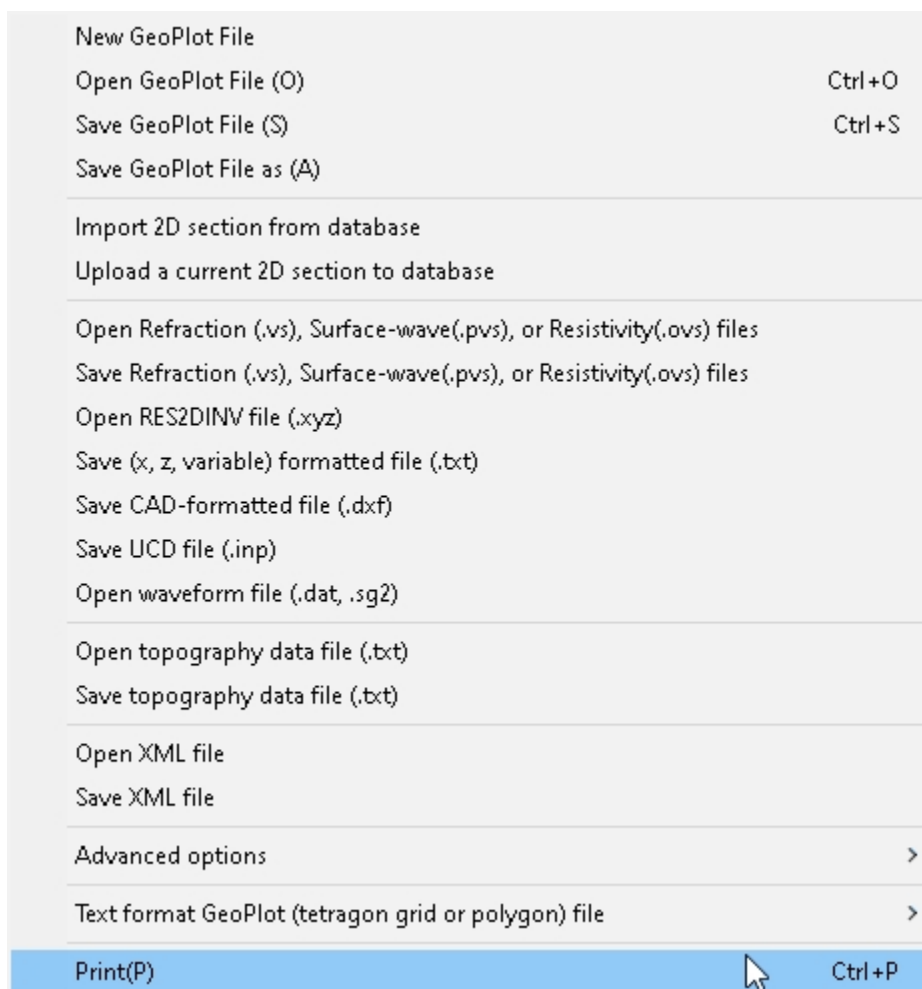 New GeoPlot File
Open GeoPlot File (O) Ctrl+O
Save GeoPlot File (S) Ctrl+S
Save GeoPlot File as (A)
Import 2D section from database
Upload a current 2D section to database
Open Refraction (.vs), Surface-wave(.pvs), or Resistivity(.ovs) files
Save Refraction (.vs), Surface-wave(.pvs), or Resistivity(.ovs) files
Open RES2DINV file (.xyz)
Save (x, z, variable) formatted file (.txt)
Save CAD-formatted file (.dxf)
Save UCD file (.inp)
Open waveform file (.dat, .sg2)
Open topography data file (.txt)
Save topography data file (.txt)
Open XML file
Save XML file
Advanced options
Text format GeoPlot (tetragon grid or polygon) file
Print(P) Ctrl+P